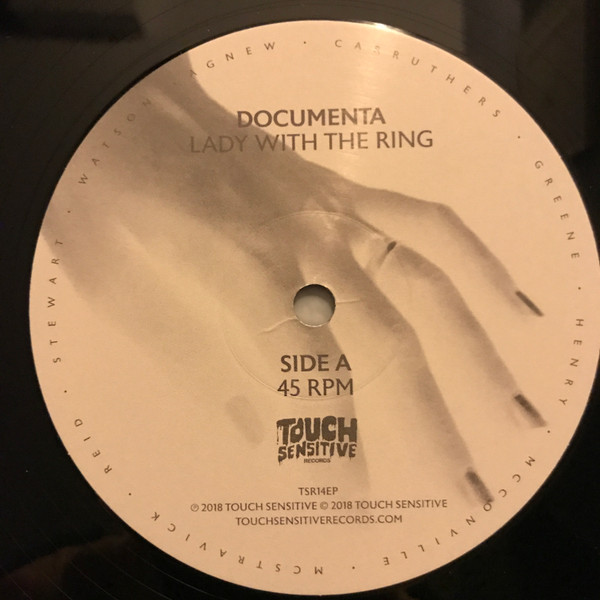 DOCUMENTA
LADY WITH THE RING
SIDE A
45 RPM
TOUCH
SENSITIVE
RECORDS
TSR14EP
℗ 2018 TOUCH SENSITIVE © 2018 TOUCH SENSITIVE
TOUCHSENSITIVERECORDS.COM
AGNEW · CARRUTHERS · GREENE · HENRY · MCCONVILLE · MCSTRAVICK · REID · STEWART · WATSON ·